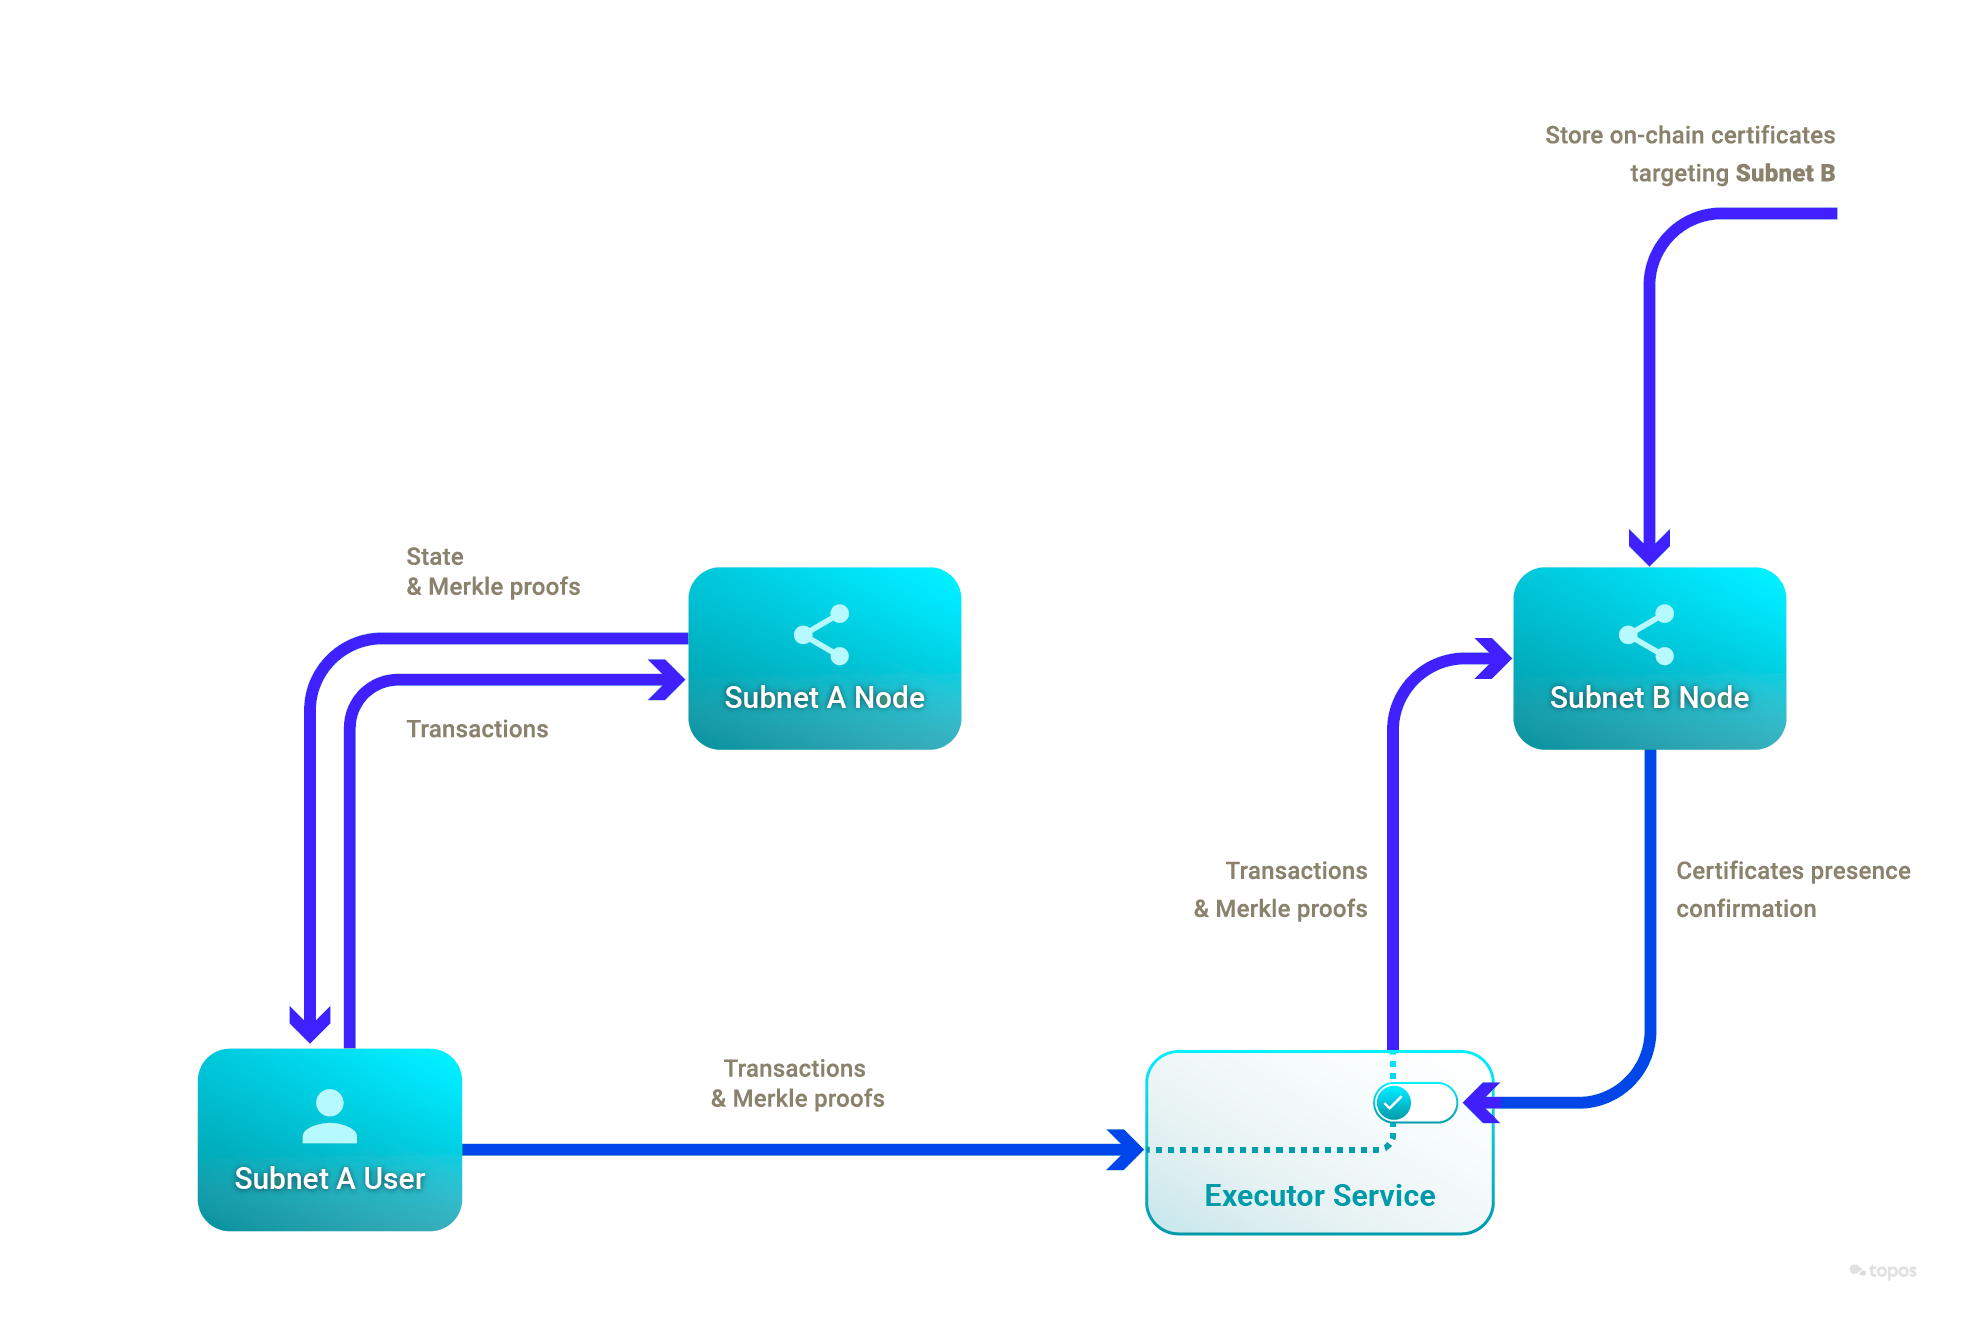 Store on-chain certificates
targeting Subnet B
State
& Merkle proofs
Subnet A Node
Transactions
Subnet B Node
Transactions
& Merkle proofs
Certificates presence
confirmation
Transactions
& Merkle proofs
Subnet A User
Executor Service
topos